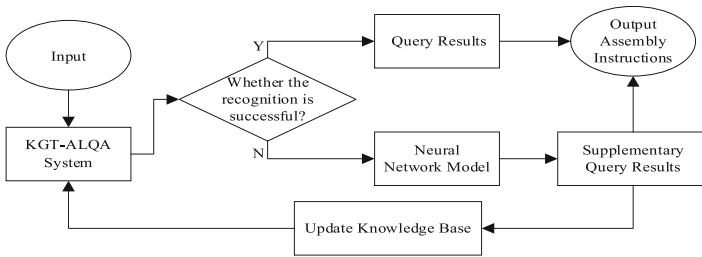 Input
KGT-ALQA
System
Whether the
recognition is
successful?
Y
N
Query Results
Output
Assembly
Instructions
Neural
Network Model
Supplementary
Query Results
Update Knowledge Base